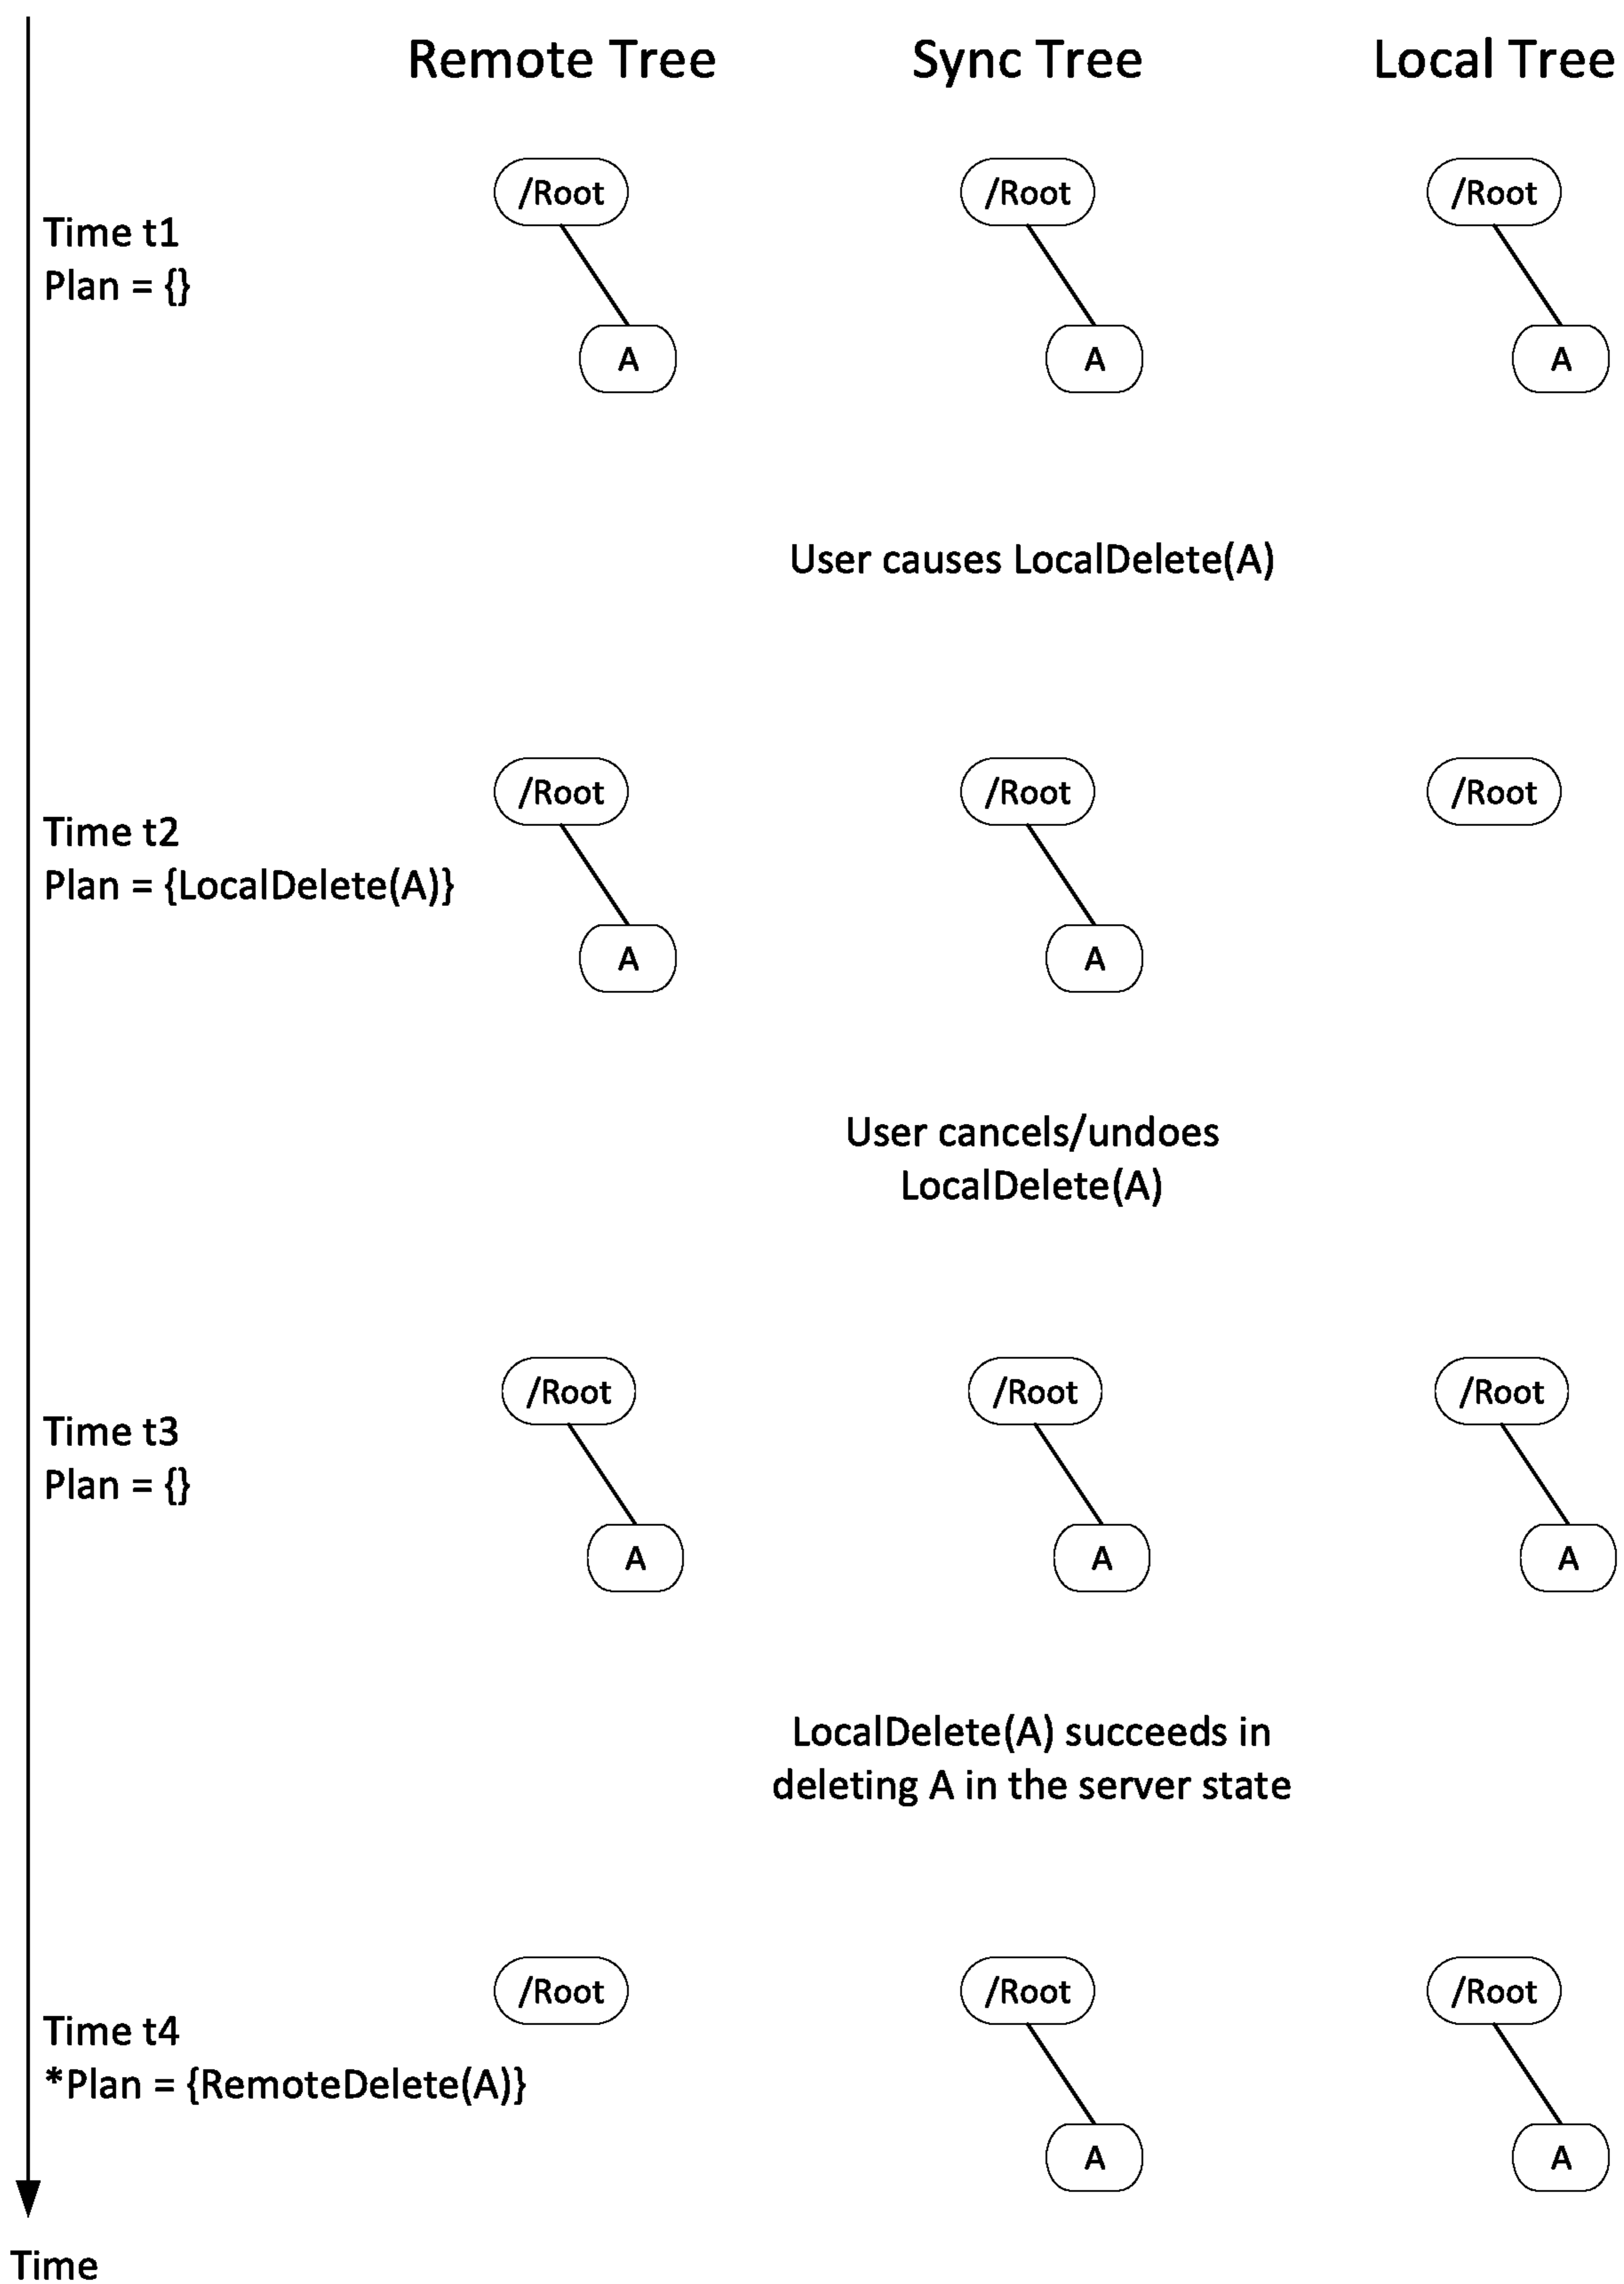 Remote Tree
Sync Tree
Local Tree
/Root
/Root
/Root
Time t1
Plan = {}
A
A
A
User causes LocalDelete(A)
/Root
/Root
/Root
Time t2
Plan = {LocalDelete(A)}
A
A
User cancels/undoes
LocalDelete(A)
/Root
/Root
/Root
Time t3
Plan = {}
A
A
A
LocalDelete(A) succeeds in
deleting A in the server state
/Root
/Root
/Root
Time t4
*Plan = {RemoteDelete(A)}
A
A
Time